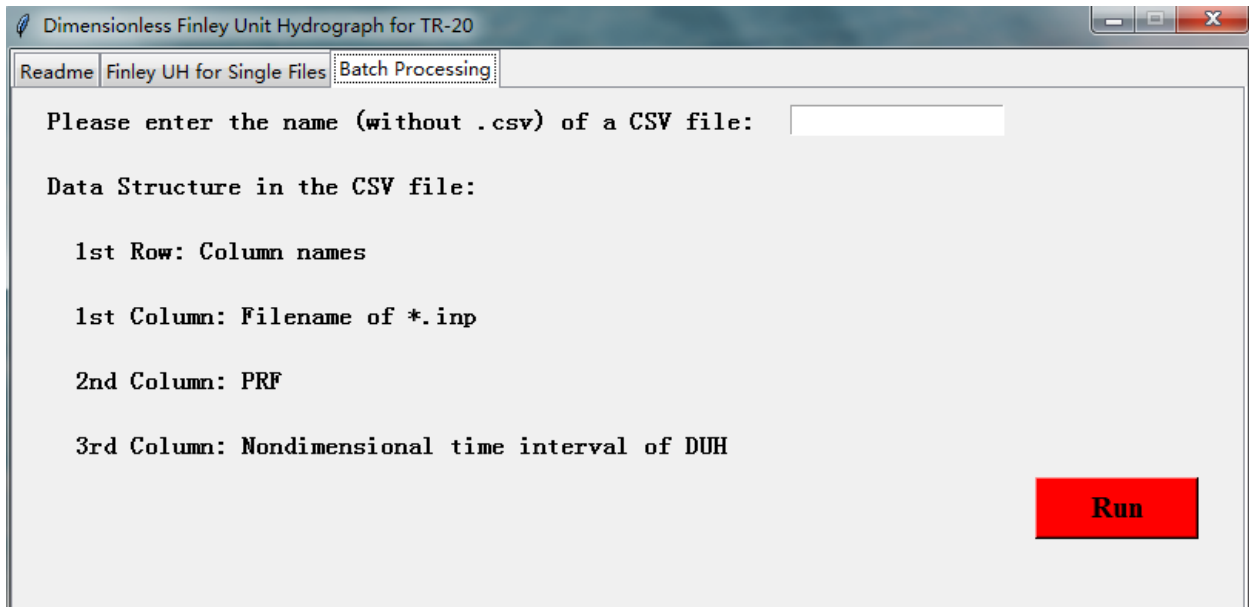 Dimensionless Finley Unit Hydrograph for TR-20
Readme Finley UH for Single Files Batch Processing
Please enter the name (without .csv) of a CSV file:
Data Structure in the CSV file:
1st Row: Column names
1st Column: Filename of *.inp
2nd Column: PRF
3rd Column: Nondimensional time interval of DUH
Run